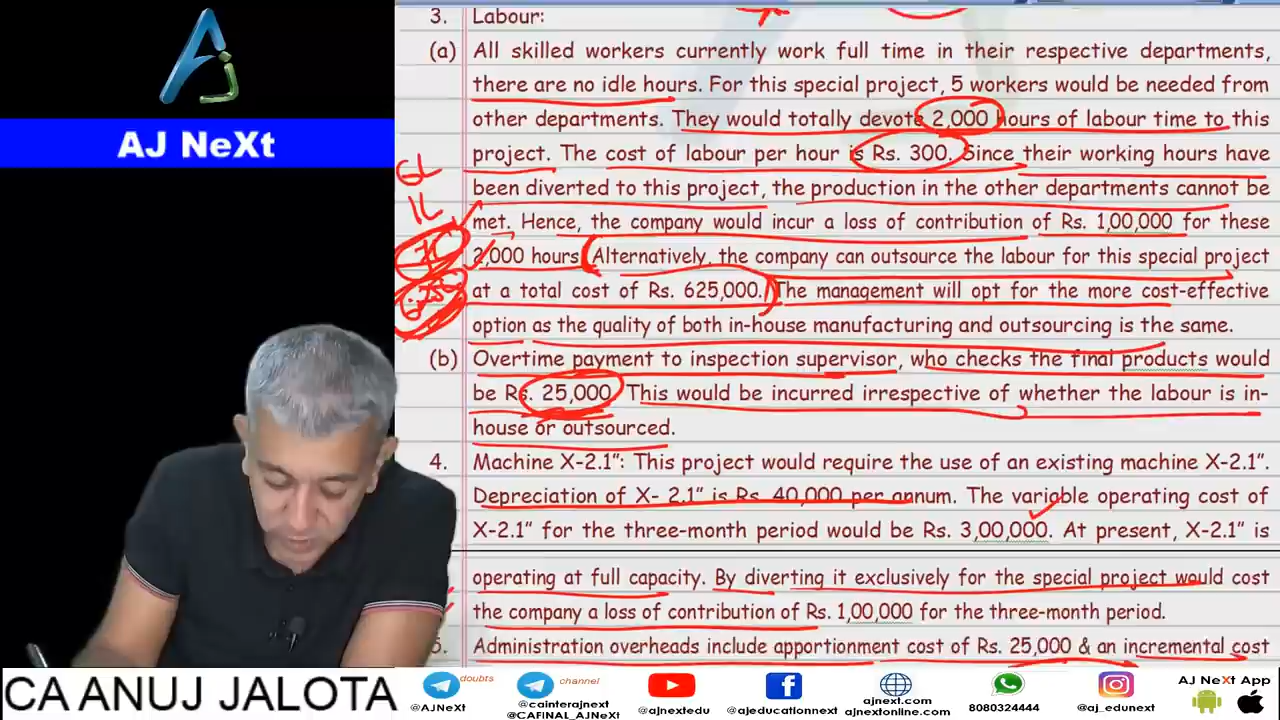 AJ NeXt
3. Labour:
(a) All skilled workers currently work full time in their respective departments,
there are no idle hours. For this special project, 5 workers would be needed from
other departments. They would totally devote 2,000 hours of labour time to this
project. The cost of labour per hour is Rs. 300. Since their working hours have
been diverted to this project, the production in the other departments cannot be
met. Hence, the company would incur a loss of contribution of Rs. 1,00,000 for these
2,000 hours. Alternatively, the company can outsource the labour for this special project
at a total cost of Rs. 625,000. The management will opt for the more cost-effective
option as the quality of both in-house manufacturing and outsourcing is the same.
(b) Overtime payment to inspection supervisor, who checks the final products would
be Rs. 25,000 This would be incurred irrespective of whether the labour is in-
house or outsourced.
4. Machine X-2.1”: This project would require the use of an existing machine X-2.1”.
Depreciation of X- 2.1” is Rs. 40,000 per annum. The variable operating cost of
X-2.1” for the three-month period would be Rs. 3,00,000. At present, X-2.1” is
operating at full capacity. By diverting it exclusively for the special project would cost
the company a loss of contribution of Rs. 1,00,000 for the three-month period.
Administration overheads include apportionment cost of Rs. 25,000 & an incremental cost
6L
1L
7L
6.25L
CA ANUJ JALOTA
doubts
@AJNeXt
channel
@cainterajnext
@CAFINAL_AJNeXt
@ajnextedu
@ajeducationnext
ajnext.com
ajnextonline.com
8080324444
@aj_edunext
AJ NeXt App